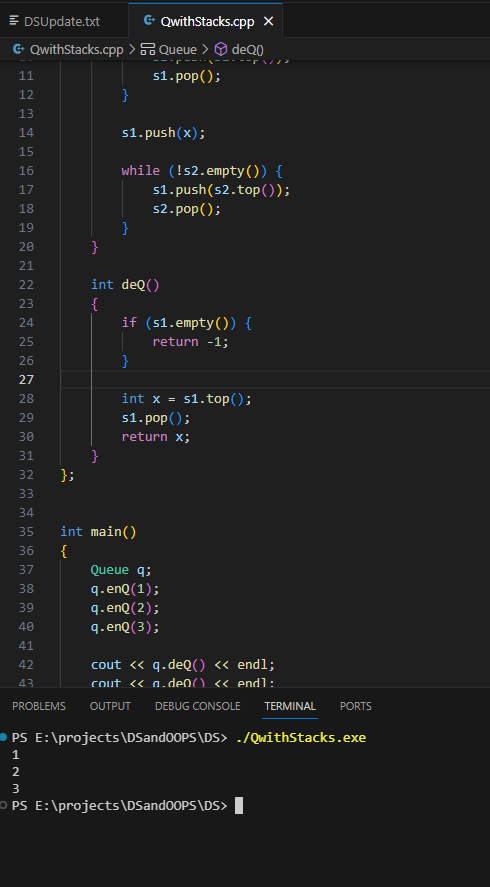 DSUpdate.txt
QwithStacks.cpp
QwithStacks.cpp > Queue > deQ()
11 s1.pop();
12 }
13
14 s1.push(x);
15
16 while (!s2.empty()) {
17 s1.push(s2.top());
18 s2.pop();
19 }
20 }
21
22 int deQ()
23 {
24 if (s1.empty()) {
25 return -1;
26 }
27
28 int x = s1.top();
29 s1.pop();
30 return x;
31 }
32 };
33
34
35 int main()
36 {
37 Queue q;
38 q.enQ(1);
39 q.enQ(2);
40 q.enQ(3);
41
42 cout << q.deQ() << endl;
43 cout << q.deQ() << endl;
PROBLEMS OUTPUT DEBUG CONSOLE TERMINAL PORTS
PS E:\projects\DSandOOPS\DS> ./QwithStacks.exe
1
2
3
PS E:\projects\DSandOOPS\DS>